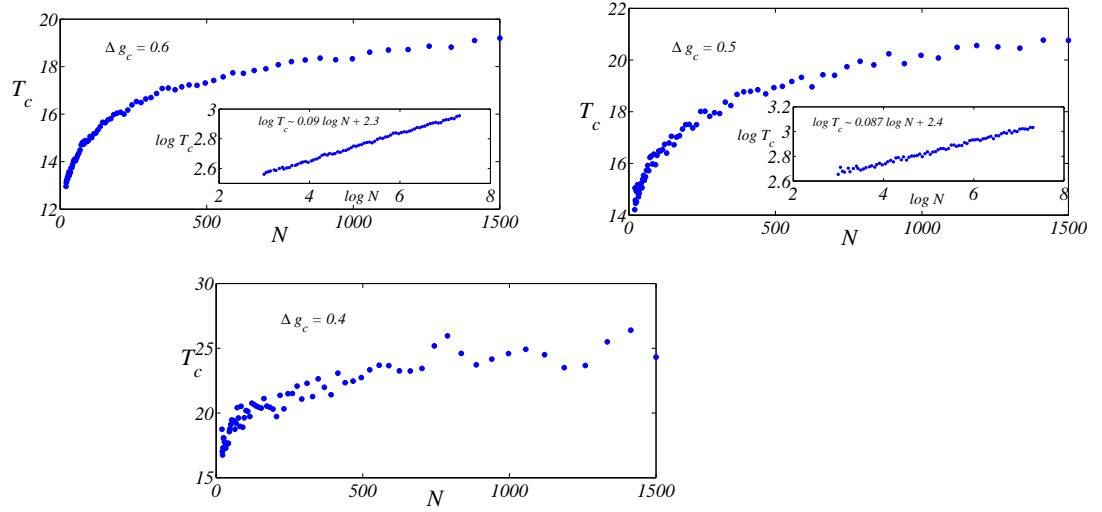 20
18
16
14
12
T_c
Δ g_c = 0.6
3
2.8
2.6
log T_c
log T_c ~ 0.09 log N + 2.3
2 4 6 8
log N
0 500 1000 1500
N
22
20
18
16
14
T_c
Δ g_c = 0.5
3.2
3
2.8
2.6
log T_c
log T_c ~ 0.087 log N + 2.4
2 4 6 8
log N
0 500 1000 1500
N
30
25
20
15
T_c
Δ g_c = 0.4
0 500 1000 1500
N